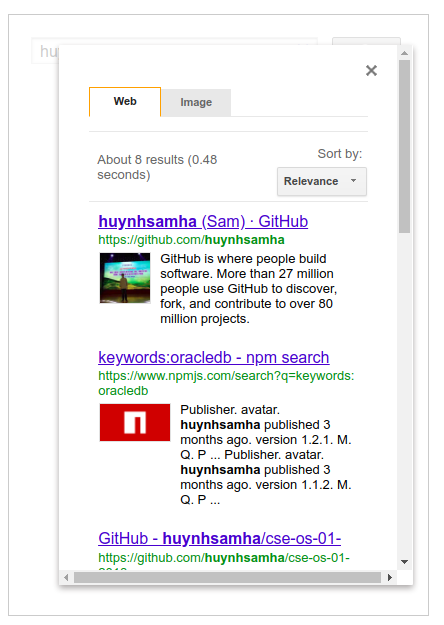 hu
Web
Image
About 8 results (0.48
seconds)
Sort by:
Relevance
huynhsamha (Sam) · GitHub
https://github.com/huynhsamha
GitHub is where people build
software. More than 27 million
people use GitHub to discover,
fork, and contribute to over 80
million projects.
keywords:oracledb - npm search
https://www.npmjs.com/search?q=keywords:
oracledb
Publisher. avatar.
huynhsamha published 3
months ago. version 1.2.1. M.
Q. P ... Publisher. avatar.
huynhsamha published 3
months ago. version 1.1.2. M.
Q. P ...
GitHub - huynhsamha/cse-os-01-
https://github.com/huynhsamha/cse-os-01-